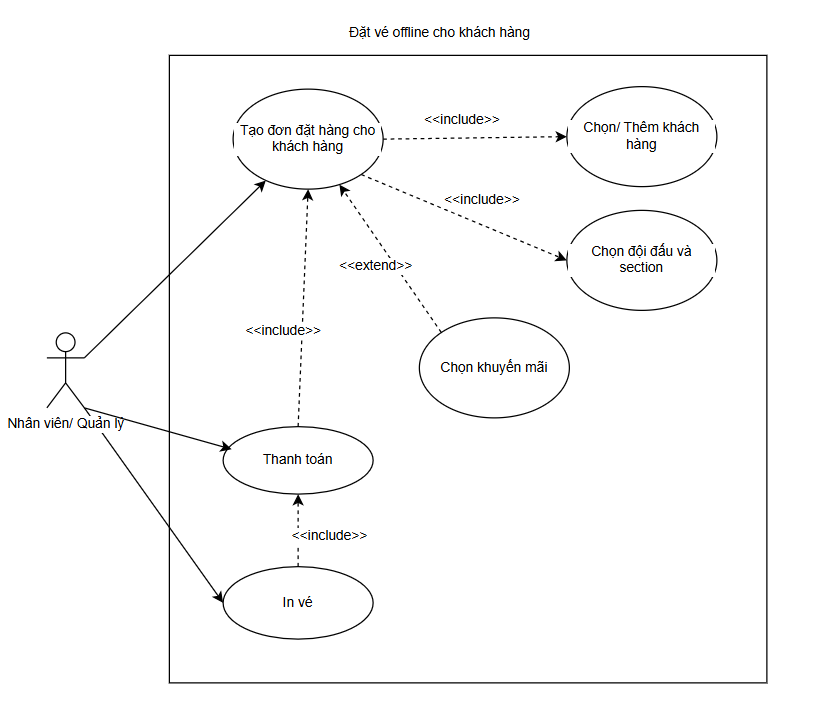 Đặt vé offline cho khách hàng
Tạo đơn đặt hàng cho
khách hàng
<<include>>
Chọn/ Thêm khách
hàng
<<include>>
Chọn đội đấu và
section
<<extend>>
<<include>>
Chọn khuyến mãi
Nhân viên/ Quản lý
Thanh toán
<<include>>
In vé